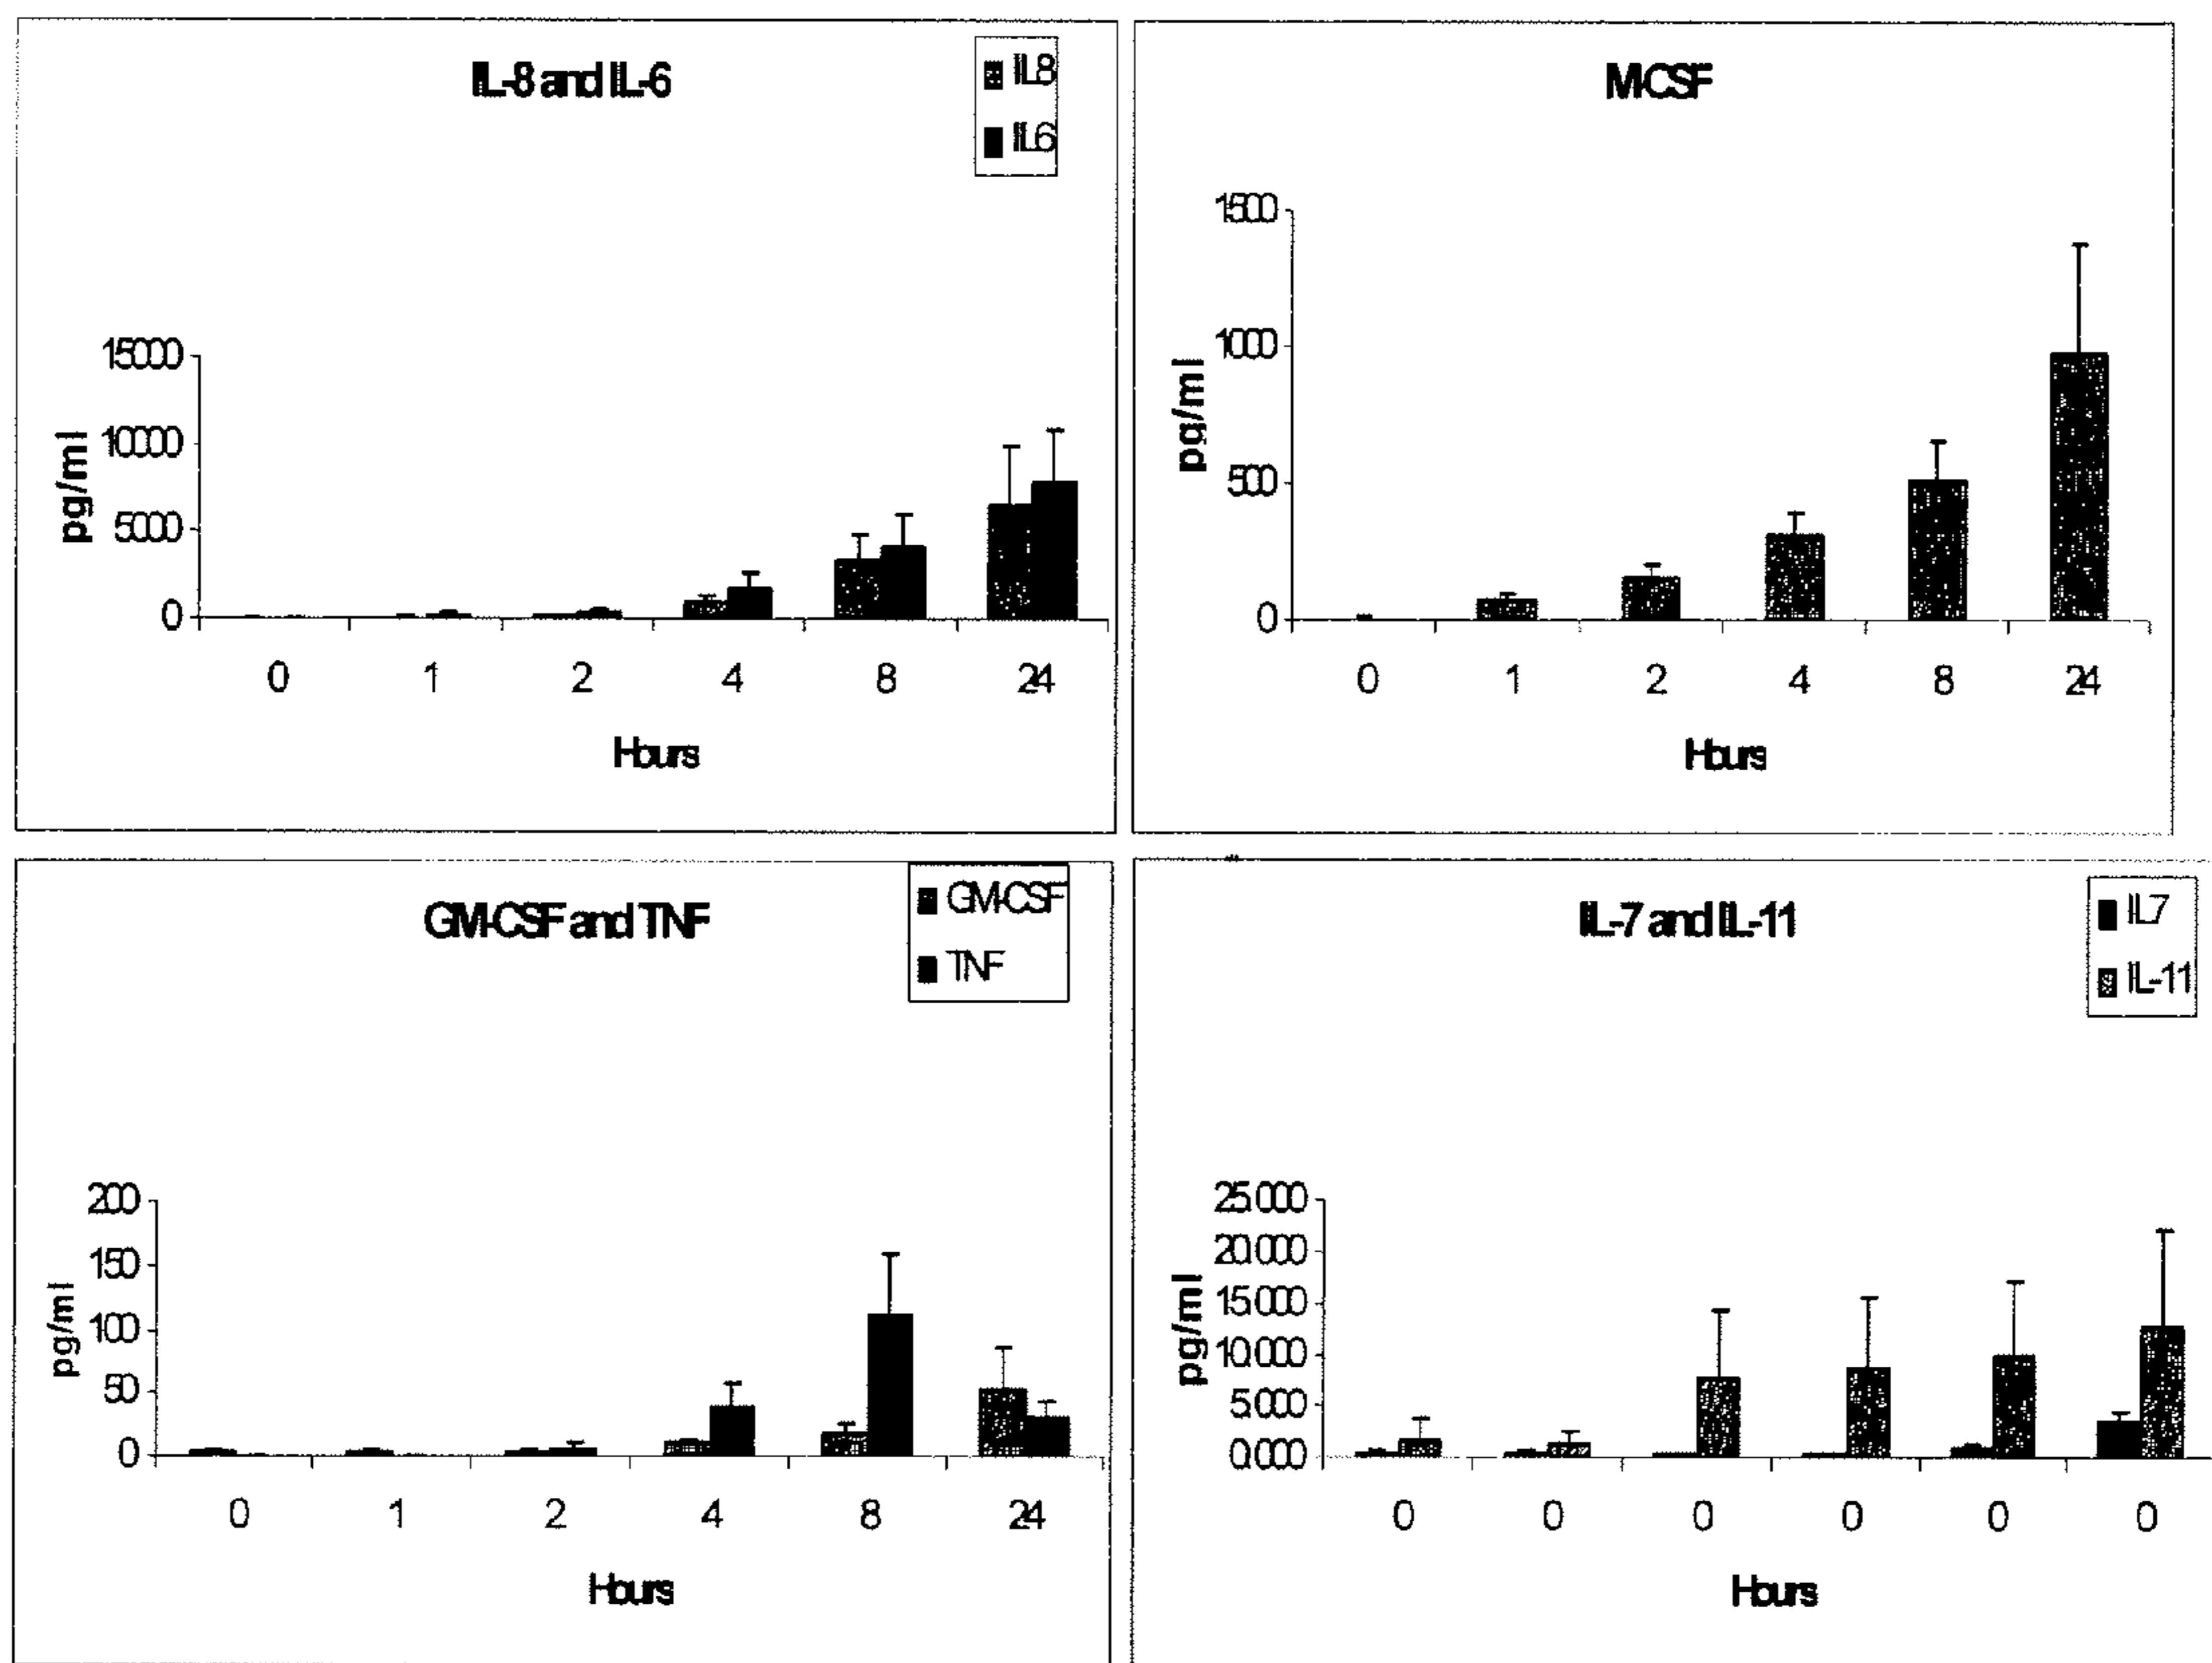 IL-8 and IL-6
IL8
IL6
15000
10000
5000
0
pg/ml
0 1 2 4 8 24
Hours
M-CSF
1500
1000
500
0
pg/ml
0 1 2 4 8 24
Hours
GM-CSF and TNF
GM-CSF
TNF
200
150
100
50
0
pg/ml
0 1 2 4 8 24
Hours
IL-7 and IL-11
IL7
IL-11
25.000
20.000
15.000
10.000
5.000
0.000
pg/ml
0 0 0 0 0 0
Hours